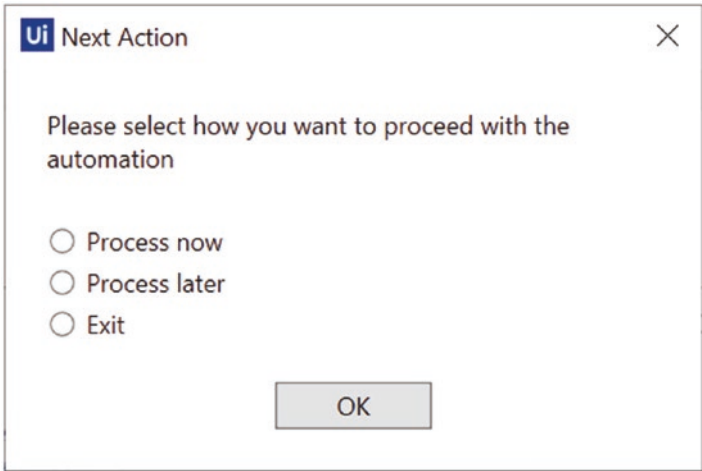 Ui Next Action
Please select how you want to proceed with the
automation
Process now
Process later
Exit
OK